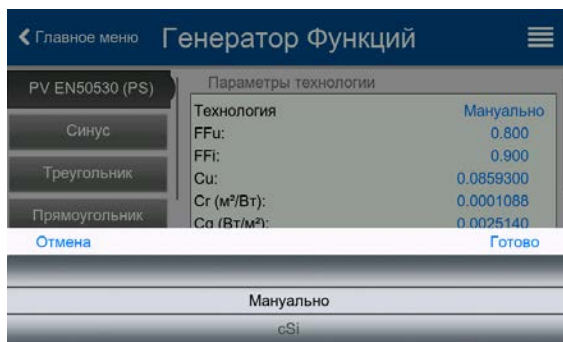 Главное меню Генератор Функций
PV EN50530 (PS)
Параметры технологии
Синус
Треугольник
Прямоугольник
Технология Мануально
FFu: 0.800
FFi: 0.900
Cu: 0.0859300
Cr (м²/Вт): 0.0001088
Cg (Вт/м²): 0.0025140
Отмена Готово
Мануально
cSi